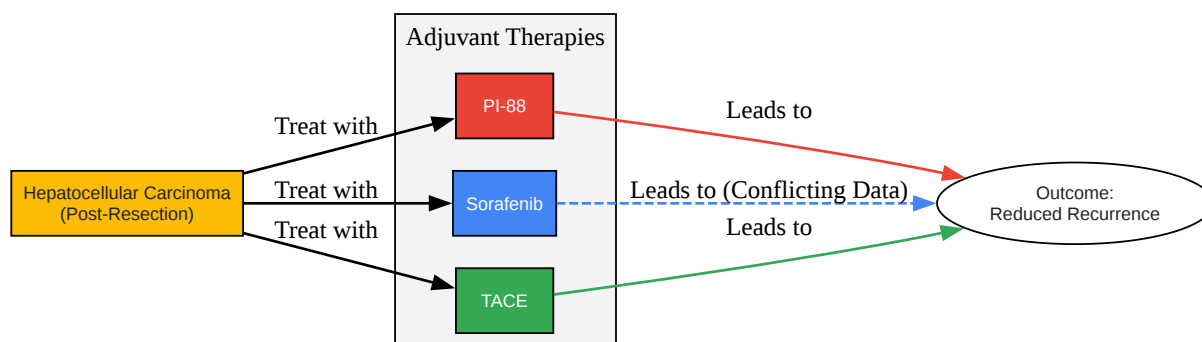 Adjuvant Therapies
PI-88
Leads to
Treat with
Hepatocellular Carcinoma
(Post-Resection)
Treat with
Sorafenib
Leads to (Conflicting Data)
Outcome:
Reduced Recurrence
Treat with
Leads to
TACE